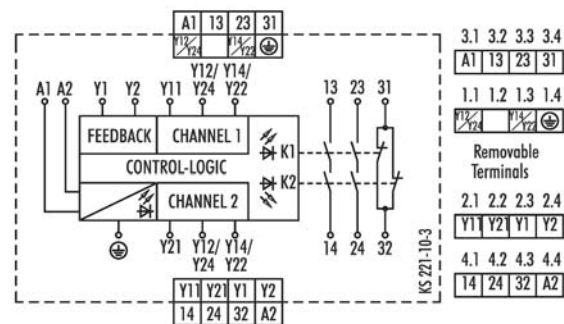 A1 13 23 31
Y12/Y24 Y14/Y22
Y12/ Y14/
A1 A2 Y1 Y2 Y11 Y24 Y22 13 23 31
FEEDBACK CHANNEL 1
K1
CONTROL-LOGIC
K2
CHANNEL 2
Y21 Y12/ Y14/ 14 24 32
24 22
Y11 Y21 Y1 Y2
14 24 32 A2
KS 221-10-3
3.1 3.2 3.3 3.4
A1 13 23 31
1.1 1.2 1.3 1.4
Y12/Y24 Y14/Y22
Removable
Terminals
2.1 2.2 2.3 2.4
Y11 Y21 Y1 Y2
4.1 4.2 4.3 4.4
14 24 32 A2